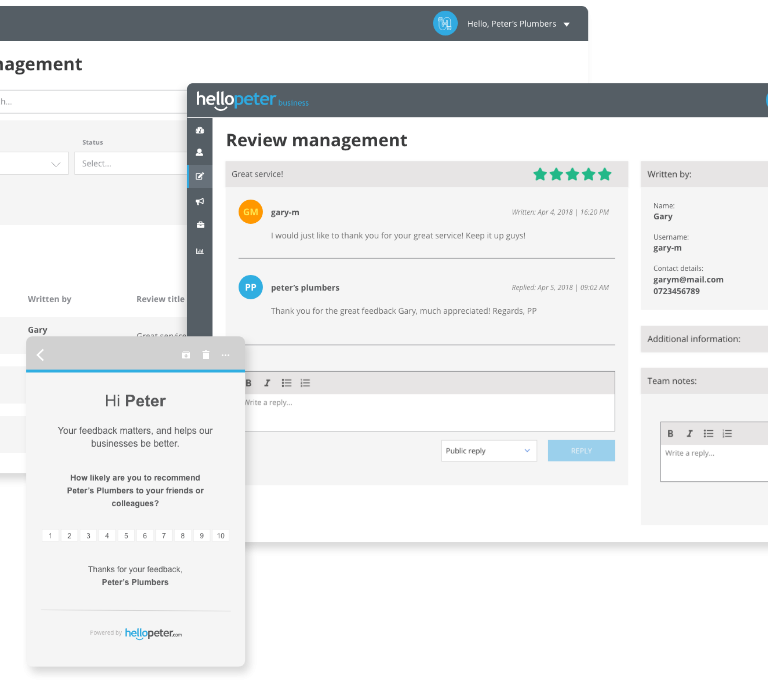 Hello, Peter's Plumbers
agement
h...
Status
Select...
Written by
Review title
Gary
Great service
hellopeter business
Review management
Great service!
GM
gary-m
Written: Apr 4, 2018 | 16:20 PM
I would just like to thank you for your great service! Keep it up guys!
PP
peter's plumbers
Replied: Apr 5, 2018 | 09:02 AM
Thank you for the great feedback Gary, much appreciated! Regards, PP
B I
Write a reply...
Public reply
REPLY
Written by:
Name:
Gary
Username:
gary-m
Contact details:
garym@mail.com
0723456789
Additional information:
Team notes:
B I
Write a reply...
Hi Peter
Your feedback matters, and helps our
businesses be better.
How likely are you to recommend
Peter's Plumbers to your friends or
colleagues?
1 2 3 4 5 6 7 8 9 10
Thanks for your feedback,
Peter's Plumbers
Powered by hellopeter.com